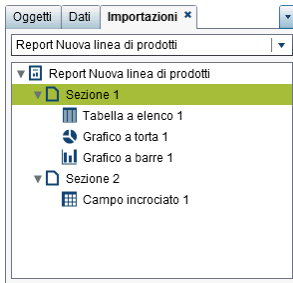 Oggetti Dati Importazioni
Report Nuova linea di prodotti
Report Nuova linea di prodotti
Sezione 1
Tabella a elenco 1
Grafico a torta 1
Grafico a barre 1
Sezione 2
Campo incrociato 1